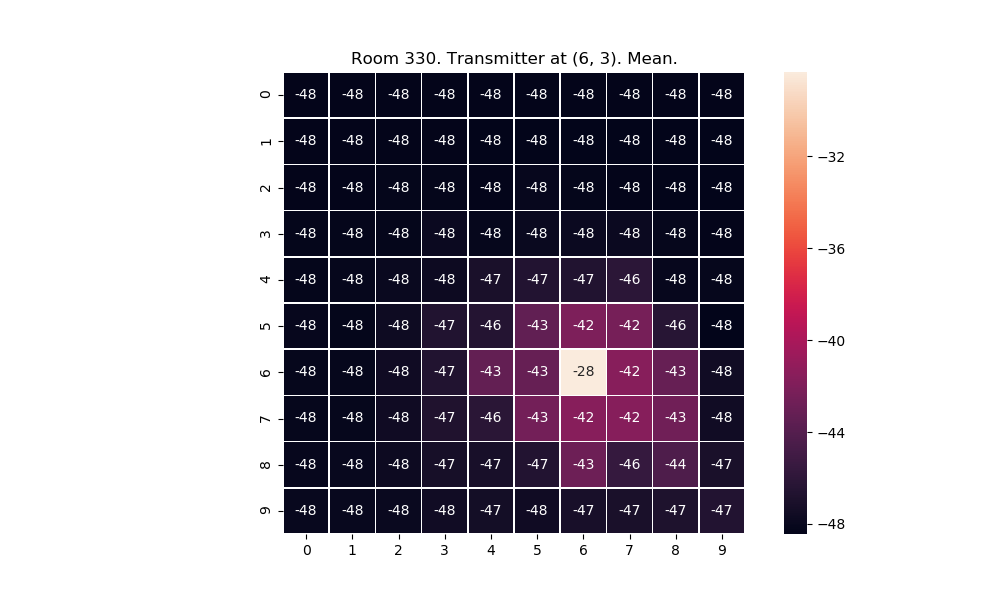 Room 330. Transmitter at (6, 3). Mean.
0 -48 -48 -48 -48 -48 -48 -48 -48 -48 -48
1 -48 -48 -48 -48 -48 -48 -48 -48 -48 -48
−32
2 -48 -48 -48 -48 -48 -48 -48 -48 -48 -48
3 -48 -48 -48 -48 -48 -48 -48 -48 -48 -48
−36
4 -48 -48 -48 -48 -47 -47 -47 -46 -48 -48
5 -48 -48 -48 -47 -46 -43 -42 -42 -46 -48
−40
6 -48 -48 -48 -47 -43 -43 -28 -42 -43 -48
7 -48 -48 -48 -47 -46 -43 -42 -42 -43 -48
−44
8 -48 -48 -48 -47 -47 -47 -43 -46 -44 -47
9 -48 -48 -48 -48 -47 -48 -47 -47 -47 -47
−48
0 1 2 3 4 5 6 7 8 9